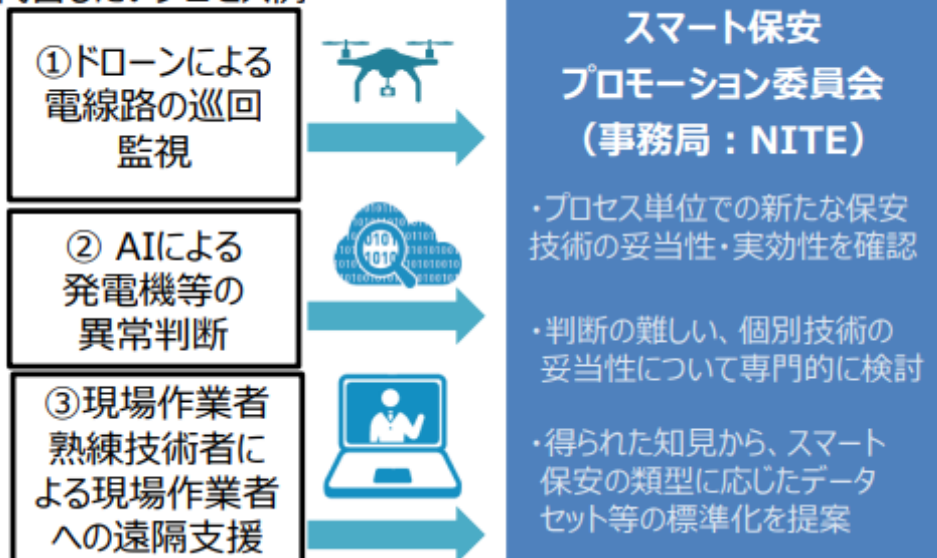 ①ドローンによる
電線路の巡回
監視
② AIによる
発電機等の
異常判断
③現場作業者
熟練技術者に
よる現場作業者
への遠隔支援
スマート保安
プロモーション委員会
（事務局：NITE）
・プロセス単位での新たな保安
技術の妥当性・実効性を確認
・判断の難しい、個別技術の
妥当性について専門的に検討
・得られた知見から、スマート
保安の類型に応じたデータ
セット等の標準化を提案